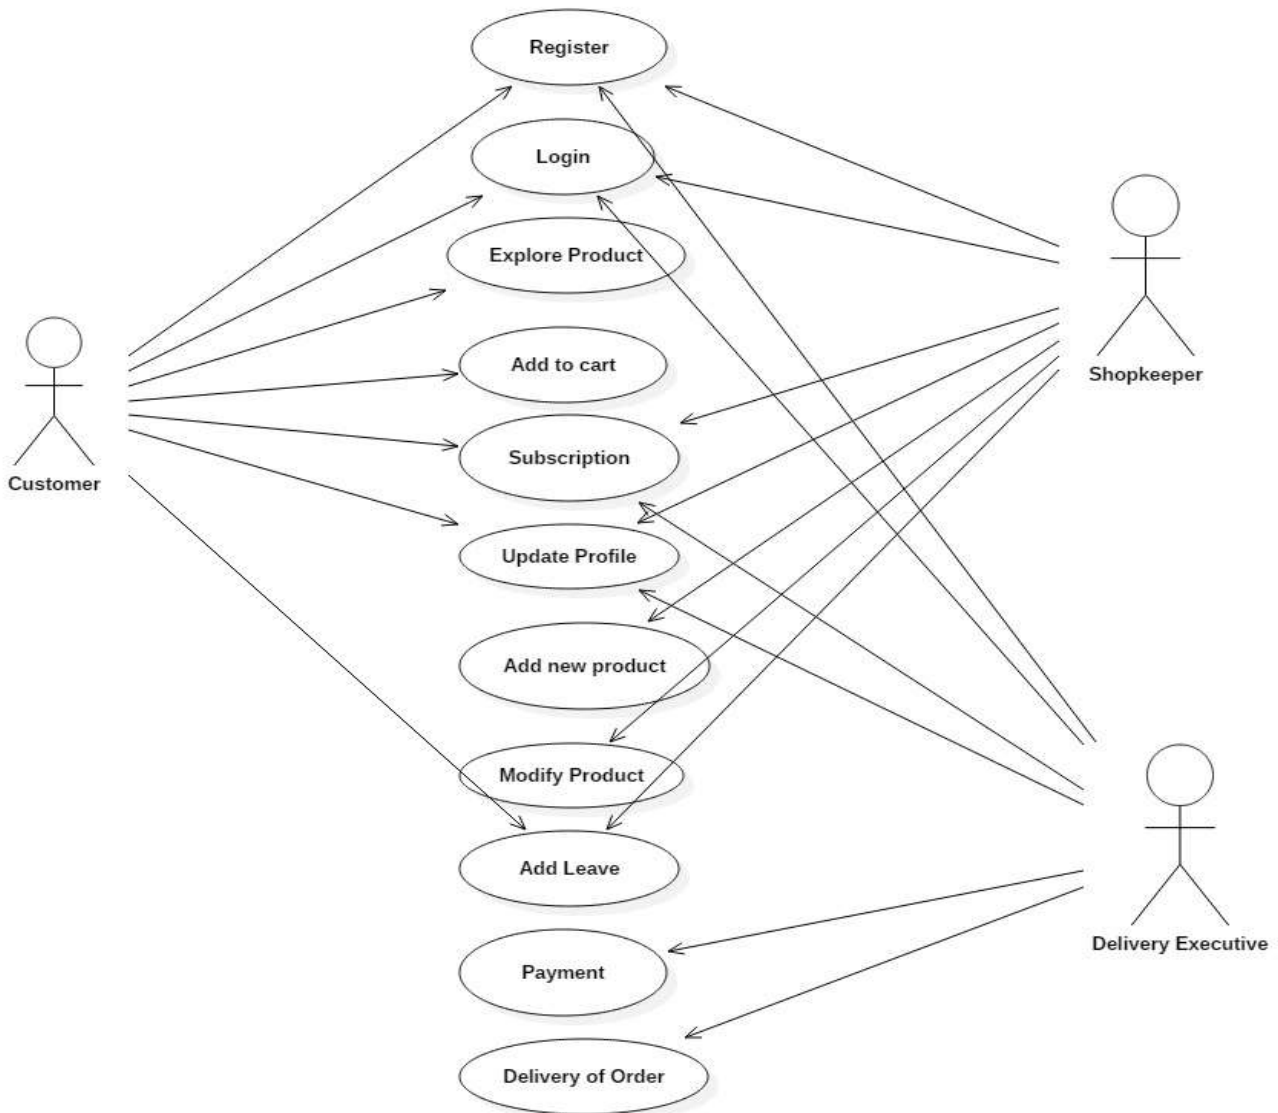 Register
Login
Explore Product
Add to cart
Shopkeeper
Subscription
Customer
Update Profile
Add new product
Modify Product
Add Leave
Delivery Executive
Payment
Delivery of Order